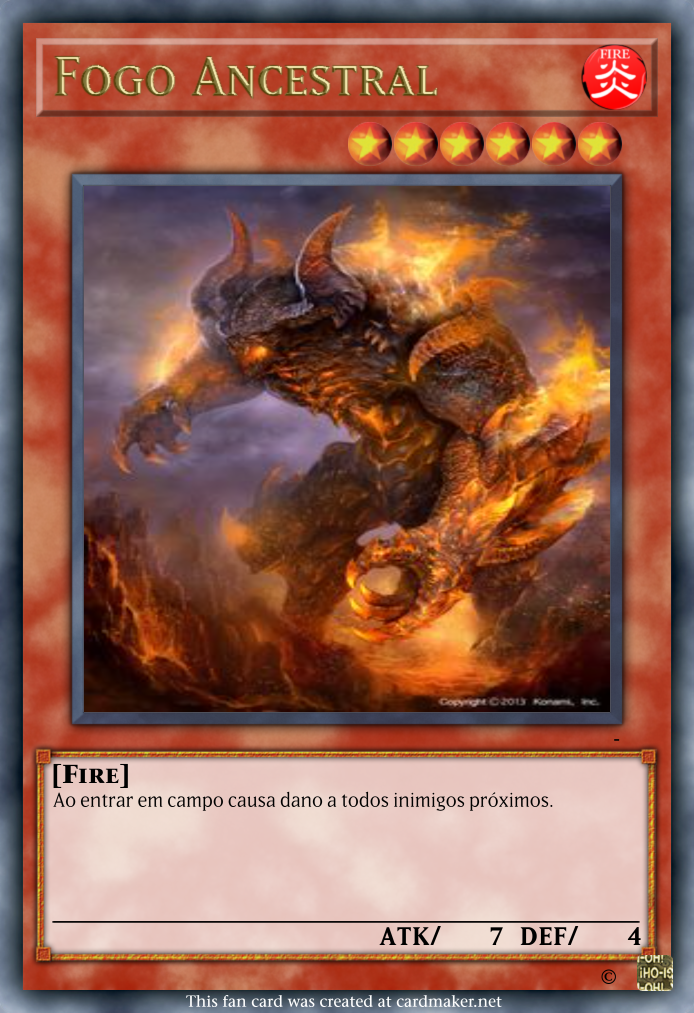 Fogo Ancestral
FIRE
炎
Copyright ©2013 Konami, Inc.
-
[Fire]
Ao entrar em campo causa dano a todos inimigos próximos.
ATK/ 7 DEF/ 4
©
This fan card was created at cardmaker.net